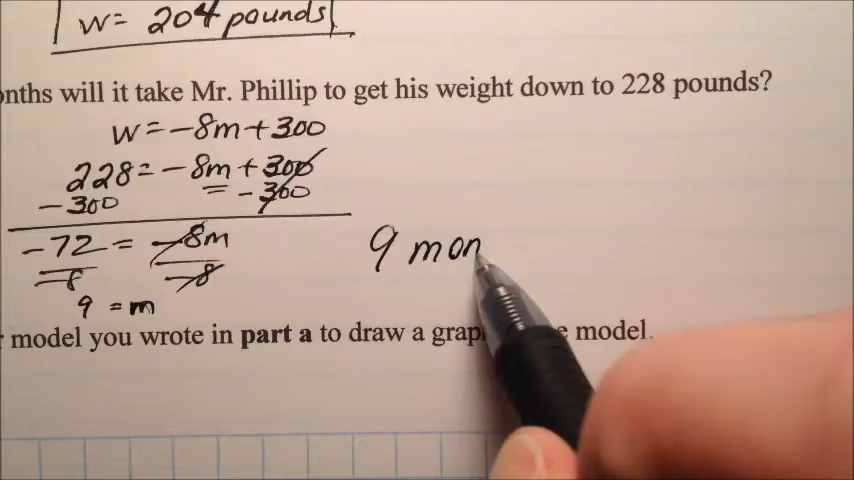 w = 204 pounds
onths will it take Mr. Phillip to get his weight down to 228 pounds?
w = -8m + 300
228 = -8m + 300
-300 = -300
-72 = -8m
-8 -8
9 = m
9 mon
r model you wrote in part a to draw a grap e model.